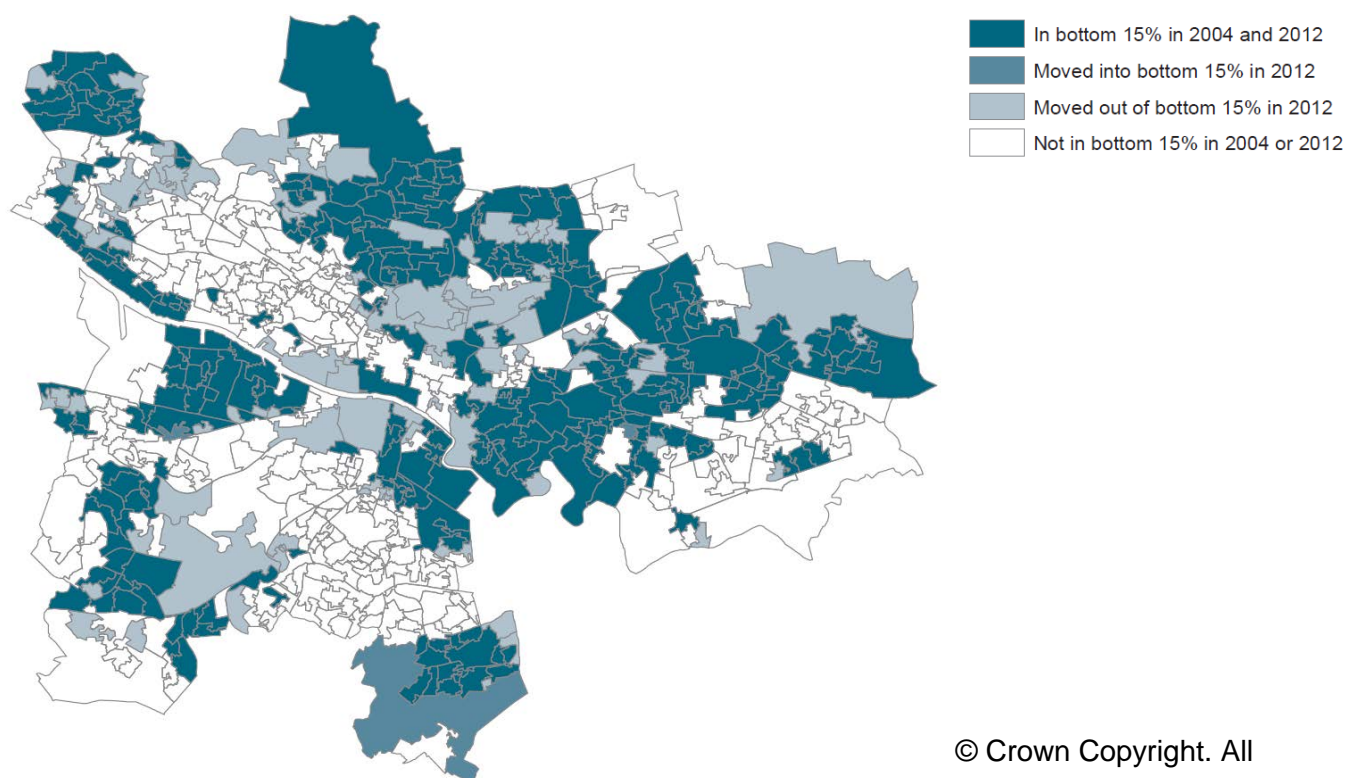 In bottom 15% in 2004 and 2012
Moved into bottom 15% in 2012
Moved out of bottom 15% in 2012
Not in bottom 15% in 2004 or 2012
© Crown Copyright. All